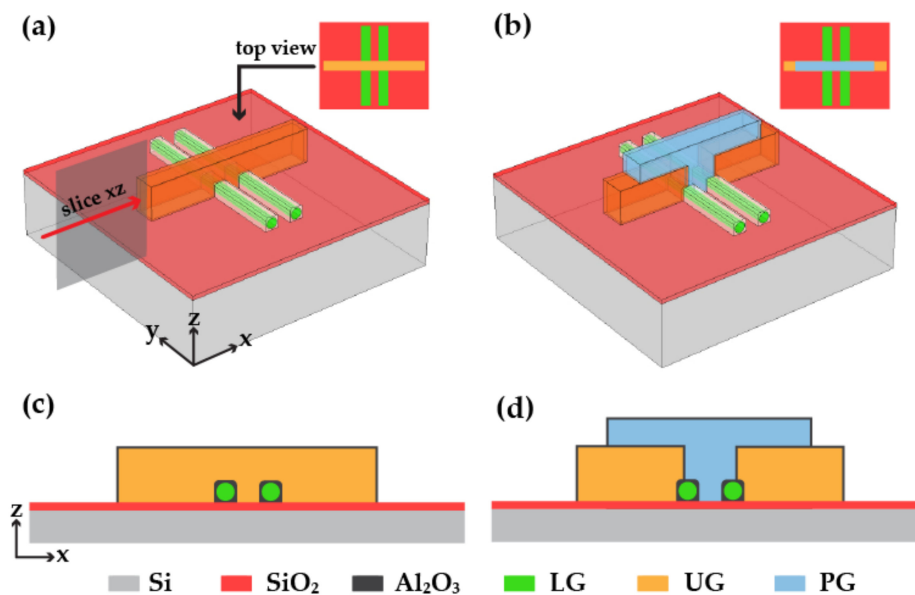 (a)
(b)
top view
slice xz
z
y
x
(c)
(d)
z
x
Si
SiO₂
Al₂O₃
LG
UG
PG